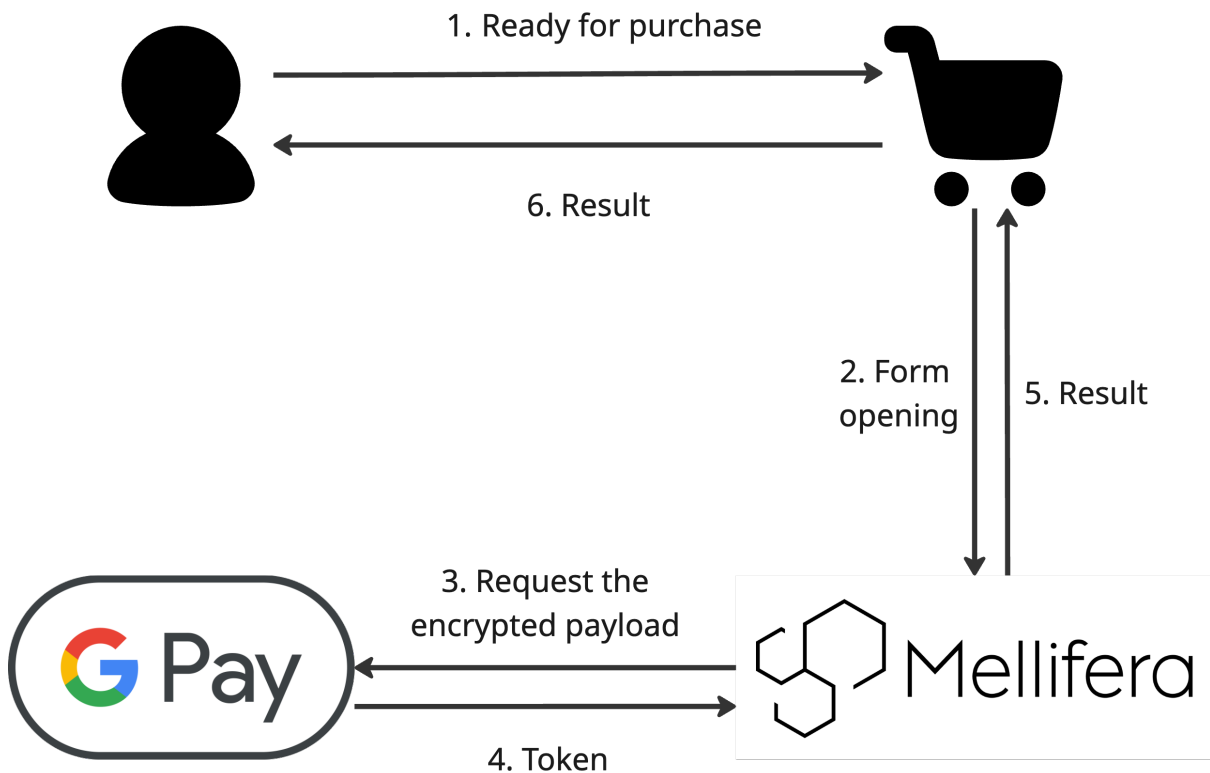 1. Ready for purchase
6. Result
2. Form
opening
5. Result
3. Request the
encrypted payload
G Pay
Mellifera
4. Token